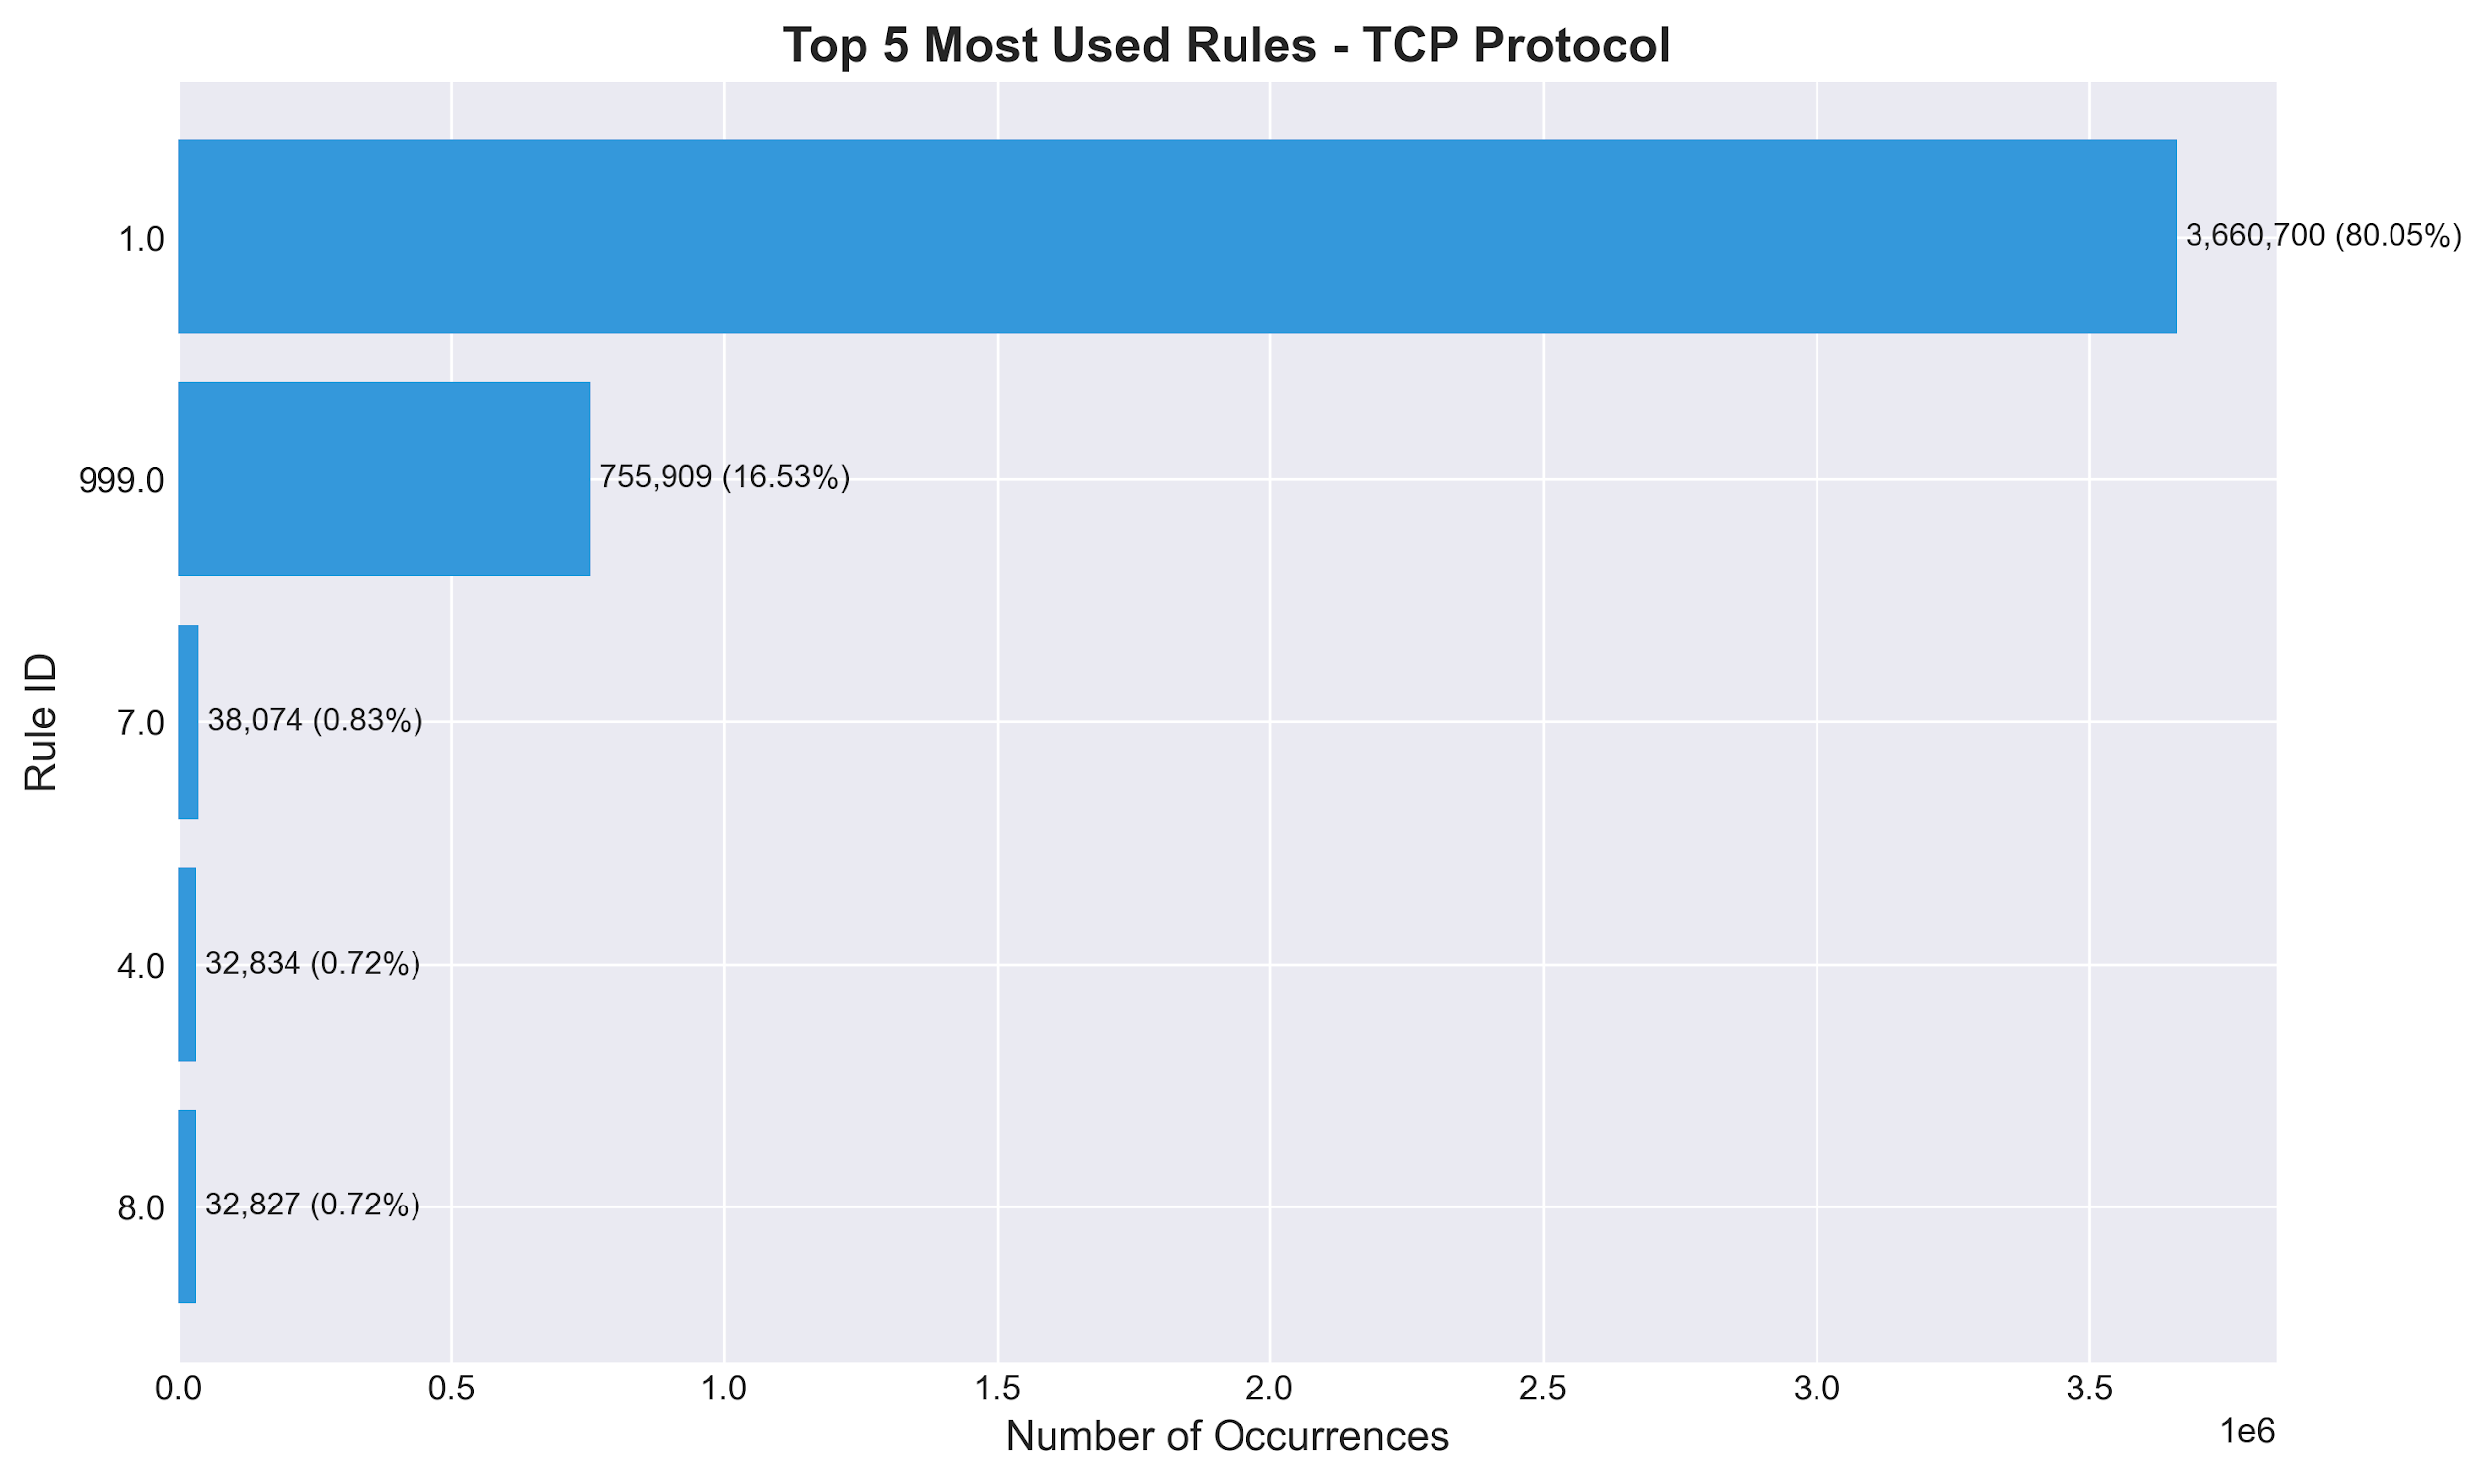 Top 5 Most Used Rules - TCP Protocol
Rule ID
1.0
3,660,700 (80.05%)
999.0
755,909 (16.53%)
7.0
38,074 (0.83%)
4.0
32,834 (0.72%)
8.0
32,827 (0.72%)
0.0 0.5 1.0 1.5 2.0 2.5 3.0 3.5
1e6
Number of Occurrences